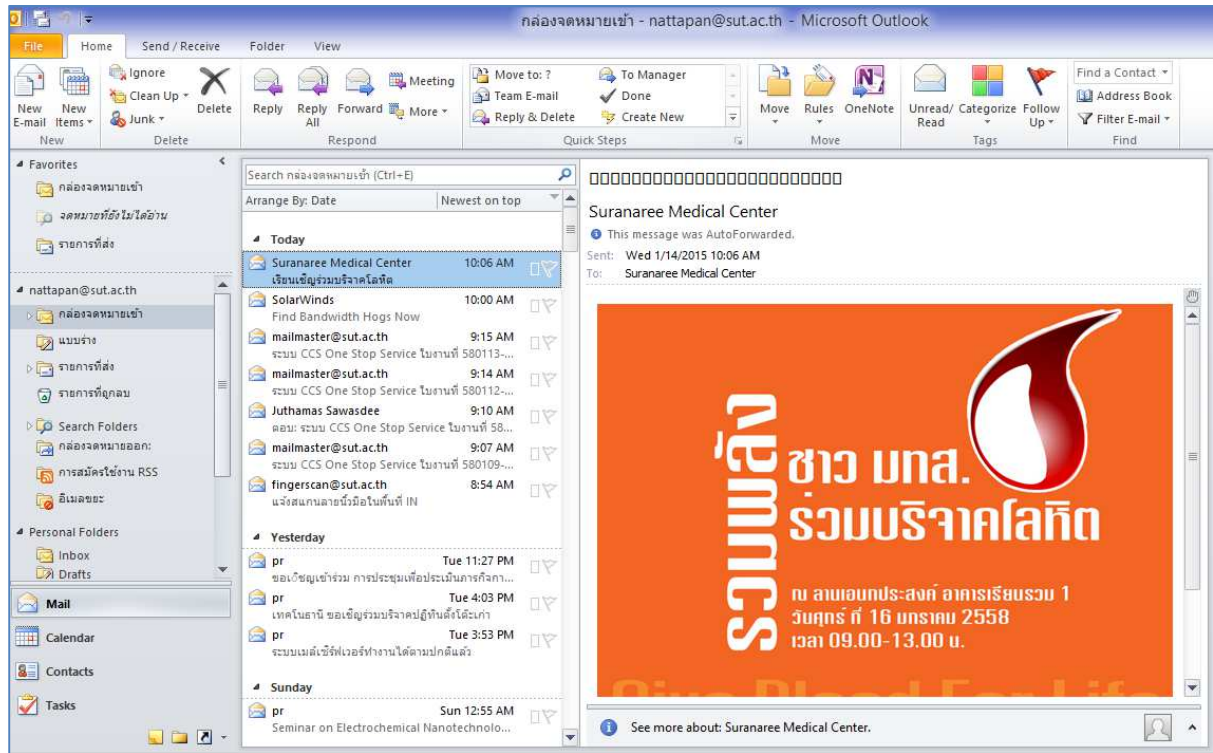 กล่องจดหมายเข้า - nattapan@sut.ac.th - Microsoft Outlook
File Home Send / Receive Folder View
New E-mail
New Items
New
Ignore
Clean Up
Junk
Delete
Delete
Reply
Reply All
Forward
Meeting
More
Respond
Move to: ?
Team E-mail
Reply & Delete
To Manager
Done
Create New
Quick Steps
Move
Rules
OneNote
Move
Unread/ Read
Categorize
Follow Up
Tags
Find a Contact
Address Book
Filter E-mail
Find
Favorites
กล่องจดหมายเข้า
จดหมายที่ยังไม่ได้อ่าน
รายการที่ส่ง
nattapan@sut.ac.th
กล่องจดหมายเข้า
แบบร่าง
รายการที่ส่ง
รายการที่ถูกลบ
Search Folders
กล่องจดหมายออก:
การสมัครใช้งาน RSS
อีเมลขยะ
Personal Folders
Inbox
Drafts
Mail
Calendar
Contacts
Tasks
Search กล่องจดหมายเข้า (Ctrl+E)
Arrange By: Date Newest on top
Today
Suranaree Medical Center 10:06 AM
เรียนเชิญร่วมบริจาคโลหิต
SolarWinds 10:00 AM
Find Bandwidth Hogs Now
mailmaster@sut.ac.th 9:15 AM
ระบบ CCS One Stop Service ใบงานที่ 580113-...
mailmaster@sut.ac.th 9:14 AM
ระบบ CCS One Stop Service ใบงานที่ 580112-...
Juthamas Sawasdee 9:10 AM
ตอบ: ระบบ CCS One Stop Service ใบงานที่ 58...
mailmaster@sut.ac.th 9:07 AM
ระบบ CCS One Stop Service ใบงานที่ 580109-...
fingerscan@sut.ac.th 8:54 AM
แจ้งสแกนลายนิ้วมือในพื้นที่ IN
Yesterday
pr Tue 11:27 PM
ขอเชิญเข้าร่วม การประชุมเพื่อประเมินภารกิจกา...
pr Tue 4:03 PM
เทคโนธานี ขอเชิญร่วมบริจาคปฏิทินตั้งโต๊ะเก่า
pr Tue 3:53 PM
ระบบเมล์เซิร์ฟเวอร์ทำงานได้ตามปกติแล้ว
Sunday
pr Sun 12:55 AM
Seminar on Electrochemical Nanotechnolo...
Suranaree Medical Center
This message was AutoForwarded.
Sent: Wed 1/14/2015 10:06 AM
To: Suranaree Medical Center
รวมพลัง
ชาว มทส.
ร่วมบริจาคโลหิต
ณ ลานเอนกประสงค์ อาคารเรียนรวม 1
วันศุกร์ ที่ 16 มกราคม 2558
เวลา 09.00-13.00 น.
Give Blood For Life
See more about: Suranaree Medical Center.